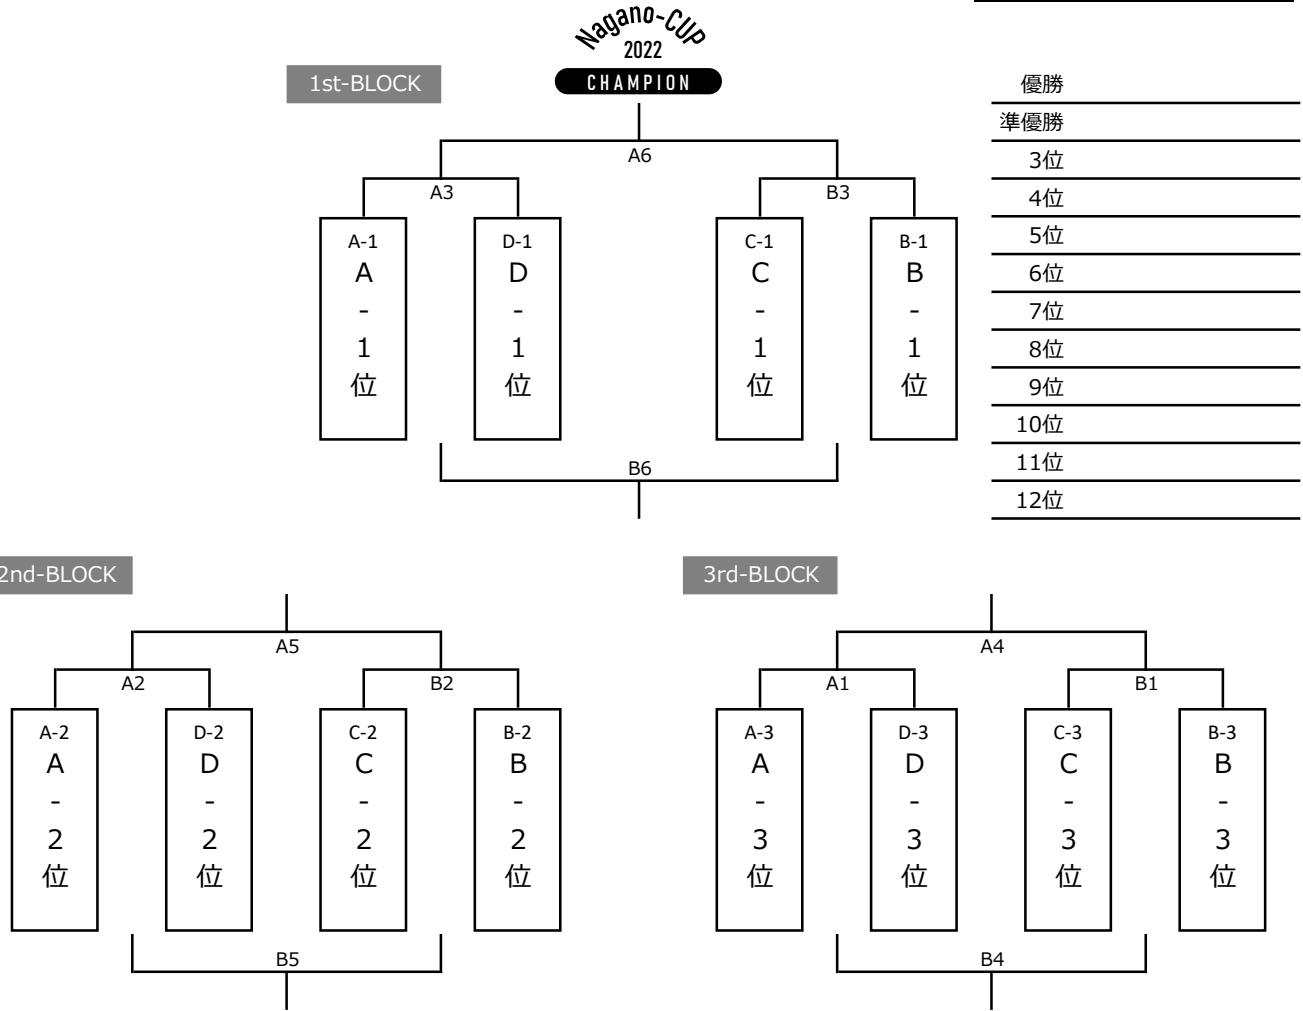 Nagano-CUP
2022
CHAMPION
1st-BLOCK
A6
A3
B3
A-1
A
-
1
位
D-1
D
-
1
位
C-1
C
-
1
位
B-1
B
-
1
位
B6
優勝
準優勝
3位
4位
5位
6位
7位
8位
9位
10位
11位
12位
2nd-BLOCK
A5
A2
B2
A-2
A
-
2
位
D-2
D
-
2
位
C-2
C
-
2
位
B-2
B
-
2
位
B5
3rd-BLOCK
A4
A1
B1
A-3
A
-
3
位
D-3
D
-
3
位
C-3
C
-
3
位
B-3
B
-
3
位
B4